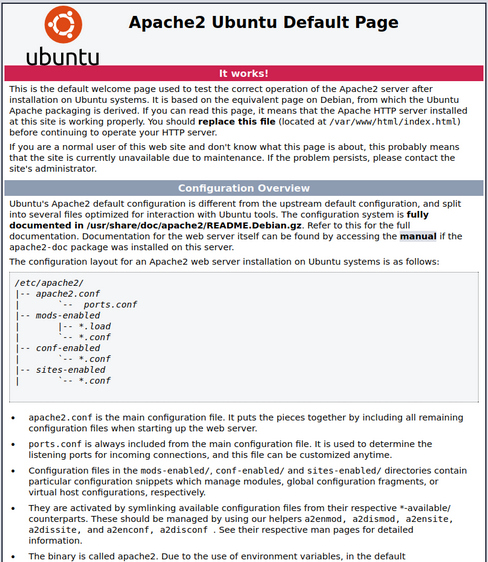 Apache2 Ubuntu Default Page
ubuntu
It works!
This is the default welcome page used to test the correct operation of the Apache2 server after
installation on Ubuntu systems. It is based on the equivalent page on Debian, from which the Ubuntu
Apache packaging is derived. If you can read this page, it means that the Apache HTTP server installed
at this site is working properly. You should replace this file (located at /var/www/html/index.html)
before continuing to operate your HTTP server.
If you are a normal user of this web site and don't know what this page is about, this probably means
that the site is currently unavailable due to maintenance. If the problem persists, please contact the
site's administrator.
Configuration Overview
Ubuntu's Apache2 default configuration is different from the upstream default configuration, and split
into several files optimized for interaction with Ubuntu tools. The configuration system is fully
documented in /usr/share/doc/apache2/README.Debian.gz. Refer to this for the full
documentation. Documentation for the web server itself can be found by accessing the manual if the
apache2-doc package was installed on this server.
The configuration layout for an Apache2 web server installation on Ubuntu systems is as follows:
/etc/apache2/
|-- apache2.conf
|       `--  ports.conf
|-- mods-enabled
|       |-- *.load
|       `-- *.conf
|-- conf-enabled
|       `-- *.conf
|-- sites-enabled
|       `-- *.conf
• apache2.conf is the main configuration file. It puts the pieces together by including all remaining
configuration files when starting up the web server.
• ports.conf is always included from the main configuration file. It is used to determine the
listening ports for incoming connections, and this file can be customized anytime.
• Configuration files in the mods-enabled/, conf-enabled/ and sites-enabled/ directories contain
particular configuration snippets which manage modules, global configuration fragments, or
virtual host configurations, respectively.
• They are activated by symlinking available configuration files from their respective *-available/
counterparts. These should be managed by using our helpers a2enmod, a2dismod, a2ensite,
a2dissite, and a2enconf, a2disconf . See their respective man pages for detailed
information.
• The binary is called apache2. Due to the use of environment variables, in the default